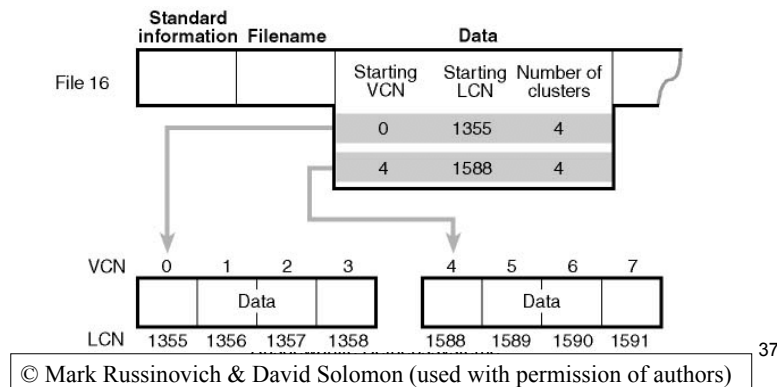 Standard information Filename Data
File 16
Starting VCN Starting LCN Number of clusters
0 1355 4
4 1588 4
VCN 0 1 2 3 4 5 6 7
Data Data
LCN 1355 1356 1357 1358 1588 1589 1590 1591
37
© Mark Russinovich & David Solomon (used with permission of authors)